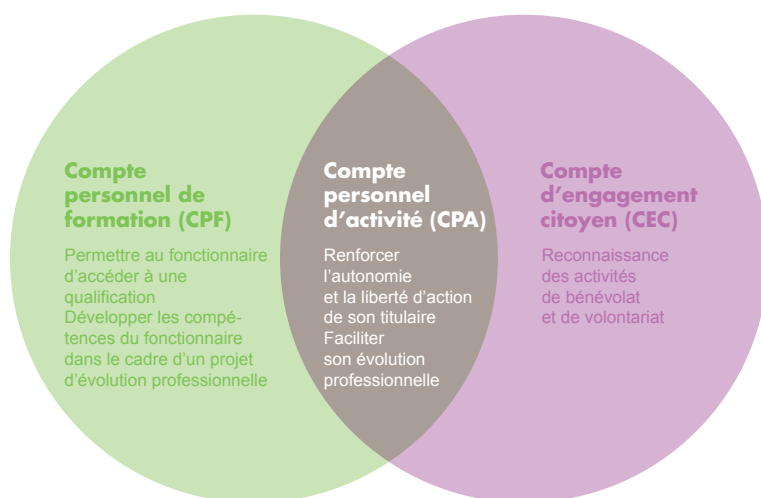 Compte
personnel de
formation (CPF)
Permettre au fonctionnaire
d’accéder à une
qualification
Développer les compé-
tences du fonctionnaire
dans le cadre d’un projet
d’évolution professionnelle
Compte
personnel
d’activité (CPA)
Renforcer
l’autonomie
et la liberté d’action
de son titulaire
Faciliter
son évolution
professionnelle
Compte
d’engagement
citoyen (CEC)
Reconnaissance
des activités
de bénévolat
et de volontariat